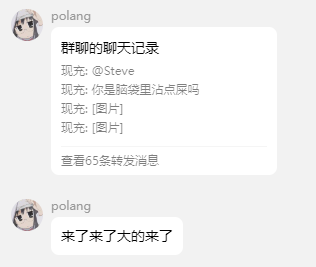 polang
群聊的聊天记录
现充: @Steve
现充: 你是脑袋里沾点屎吗
现充: [图片]
现充: [图片]
查看65条转发消息
polang
来了来了大的来了